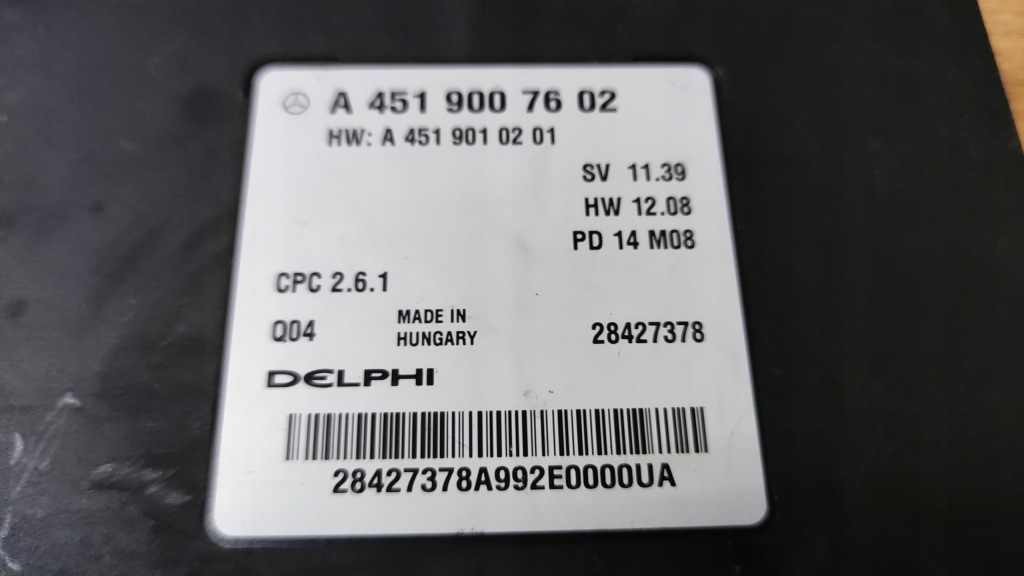 A 451 900 76 02
HW: A 451 901 02 01
SV 11.39
HW 12.08
PD 14 M08
CPC 2.6.1
Q04
MADE IN
HUNGARY
28427378
DELPHI
28427378A992E0000UA